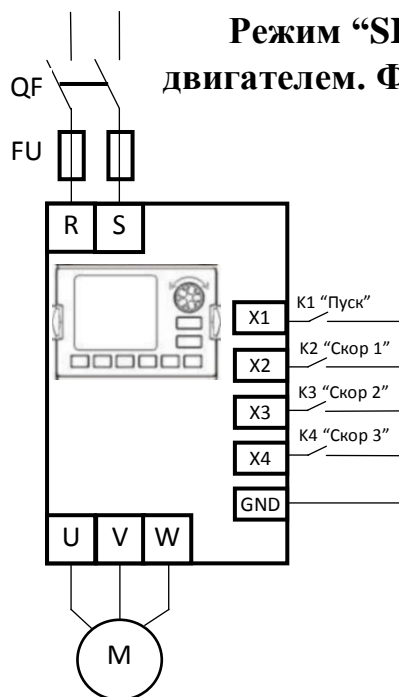 Режим
двигателем. Ф
QF
FU
R S
X1 K1 “Пуск”
X2 K2 “Скор 1”
X3 K3 “Скор 2”
X4 K4 “Скор 3”
GND
U V W
M